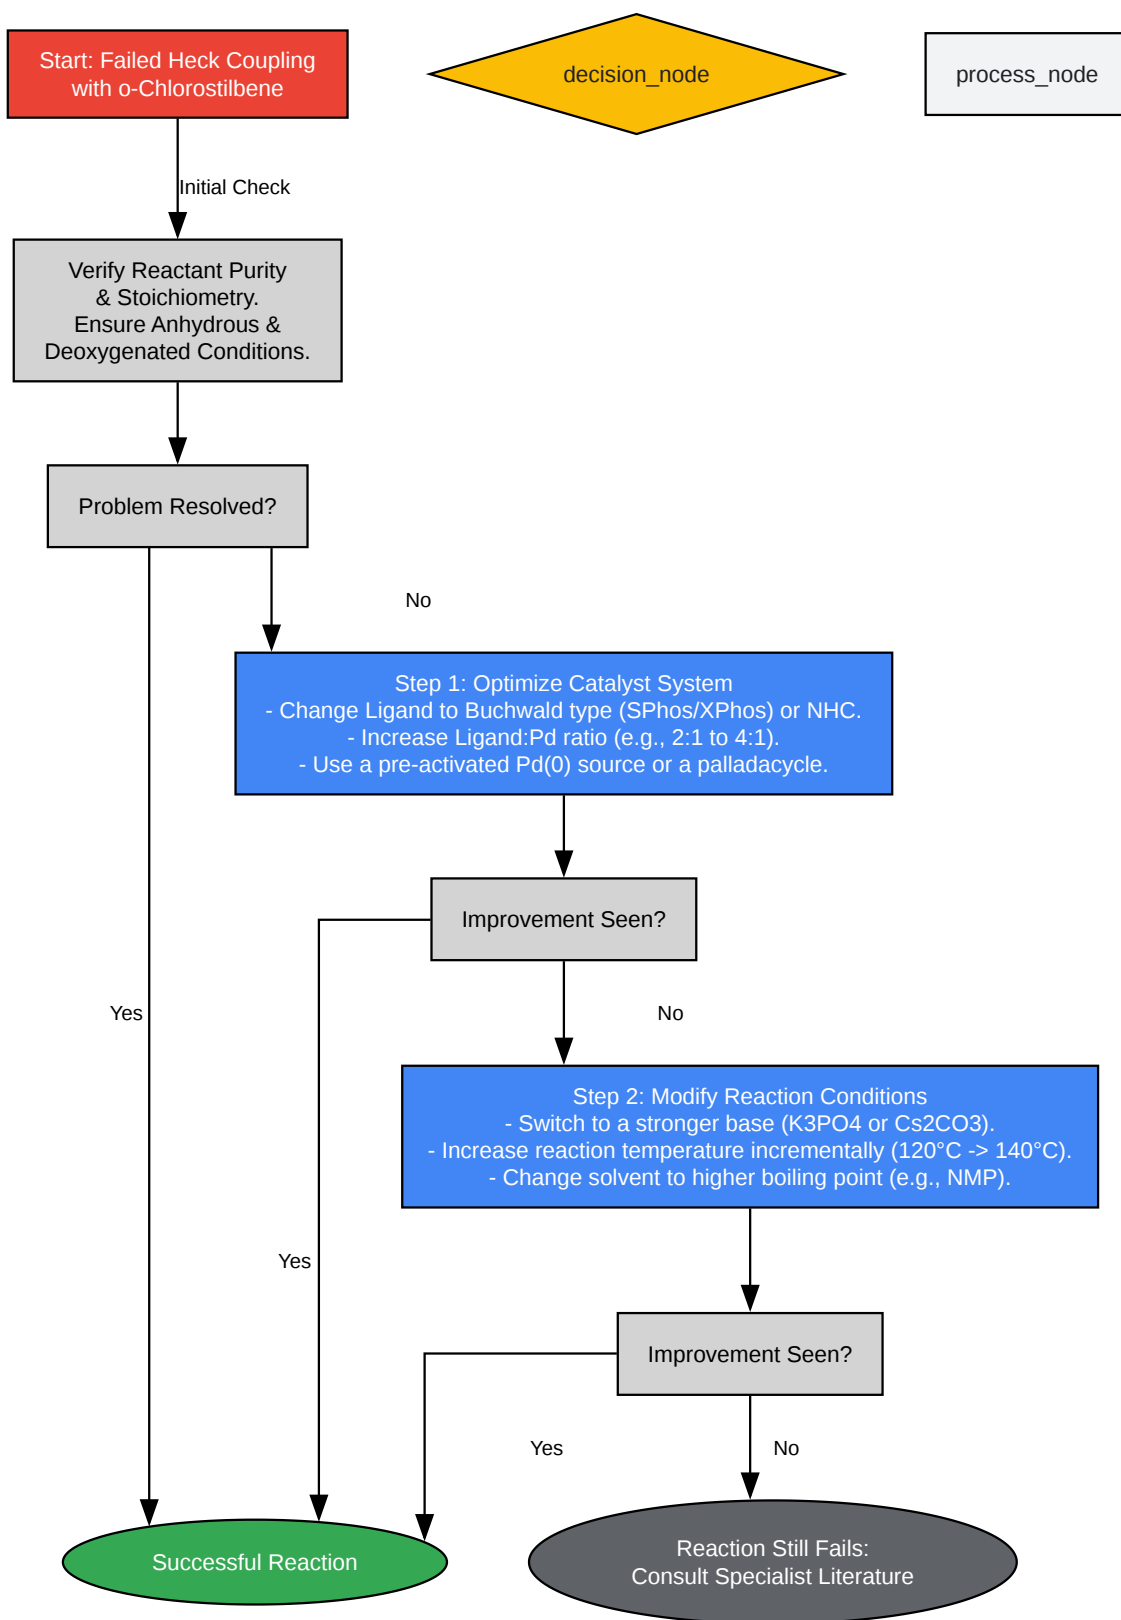 Start: Failed Heck Coupling
with o-Chlorostilbene
decision_node
process_node
Initial Check
Verify Reactant Purity
& Stoichiometry.
Ensure Anhydrous &
Deoxygenated Conditions.
Problem Resolved?
No
Step 1: Optimize Catalyst System
- Change Ligand to Buchwald type (SPhos/XPhos) or NHC.
- Increase Ligand:Pd ratio (e.g., 2:1 to 4:1).
- Use a pre-activated Pd(0) source or a palladacycle.
Improvement Seen?
Yes
No
Step 2: Modify Reaction Conditions
- Switch to a stronger base (K3PO4 or Cs2CO3).
- Increase reaction temperature incrementally (120°C -> 140°C).
- Change solvent to higher boiling point (e.g., NMP).
Yes
Improvement Seen?
Yes
No
Successful Reaction
Reaction Still Fails:
Consult Specialist Literature